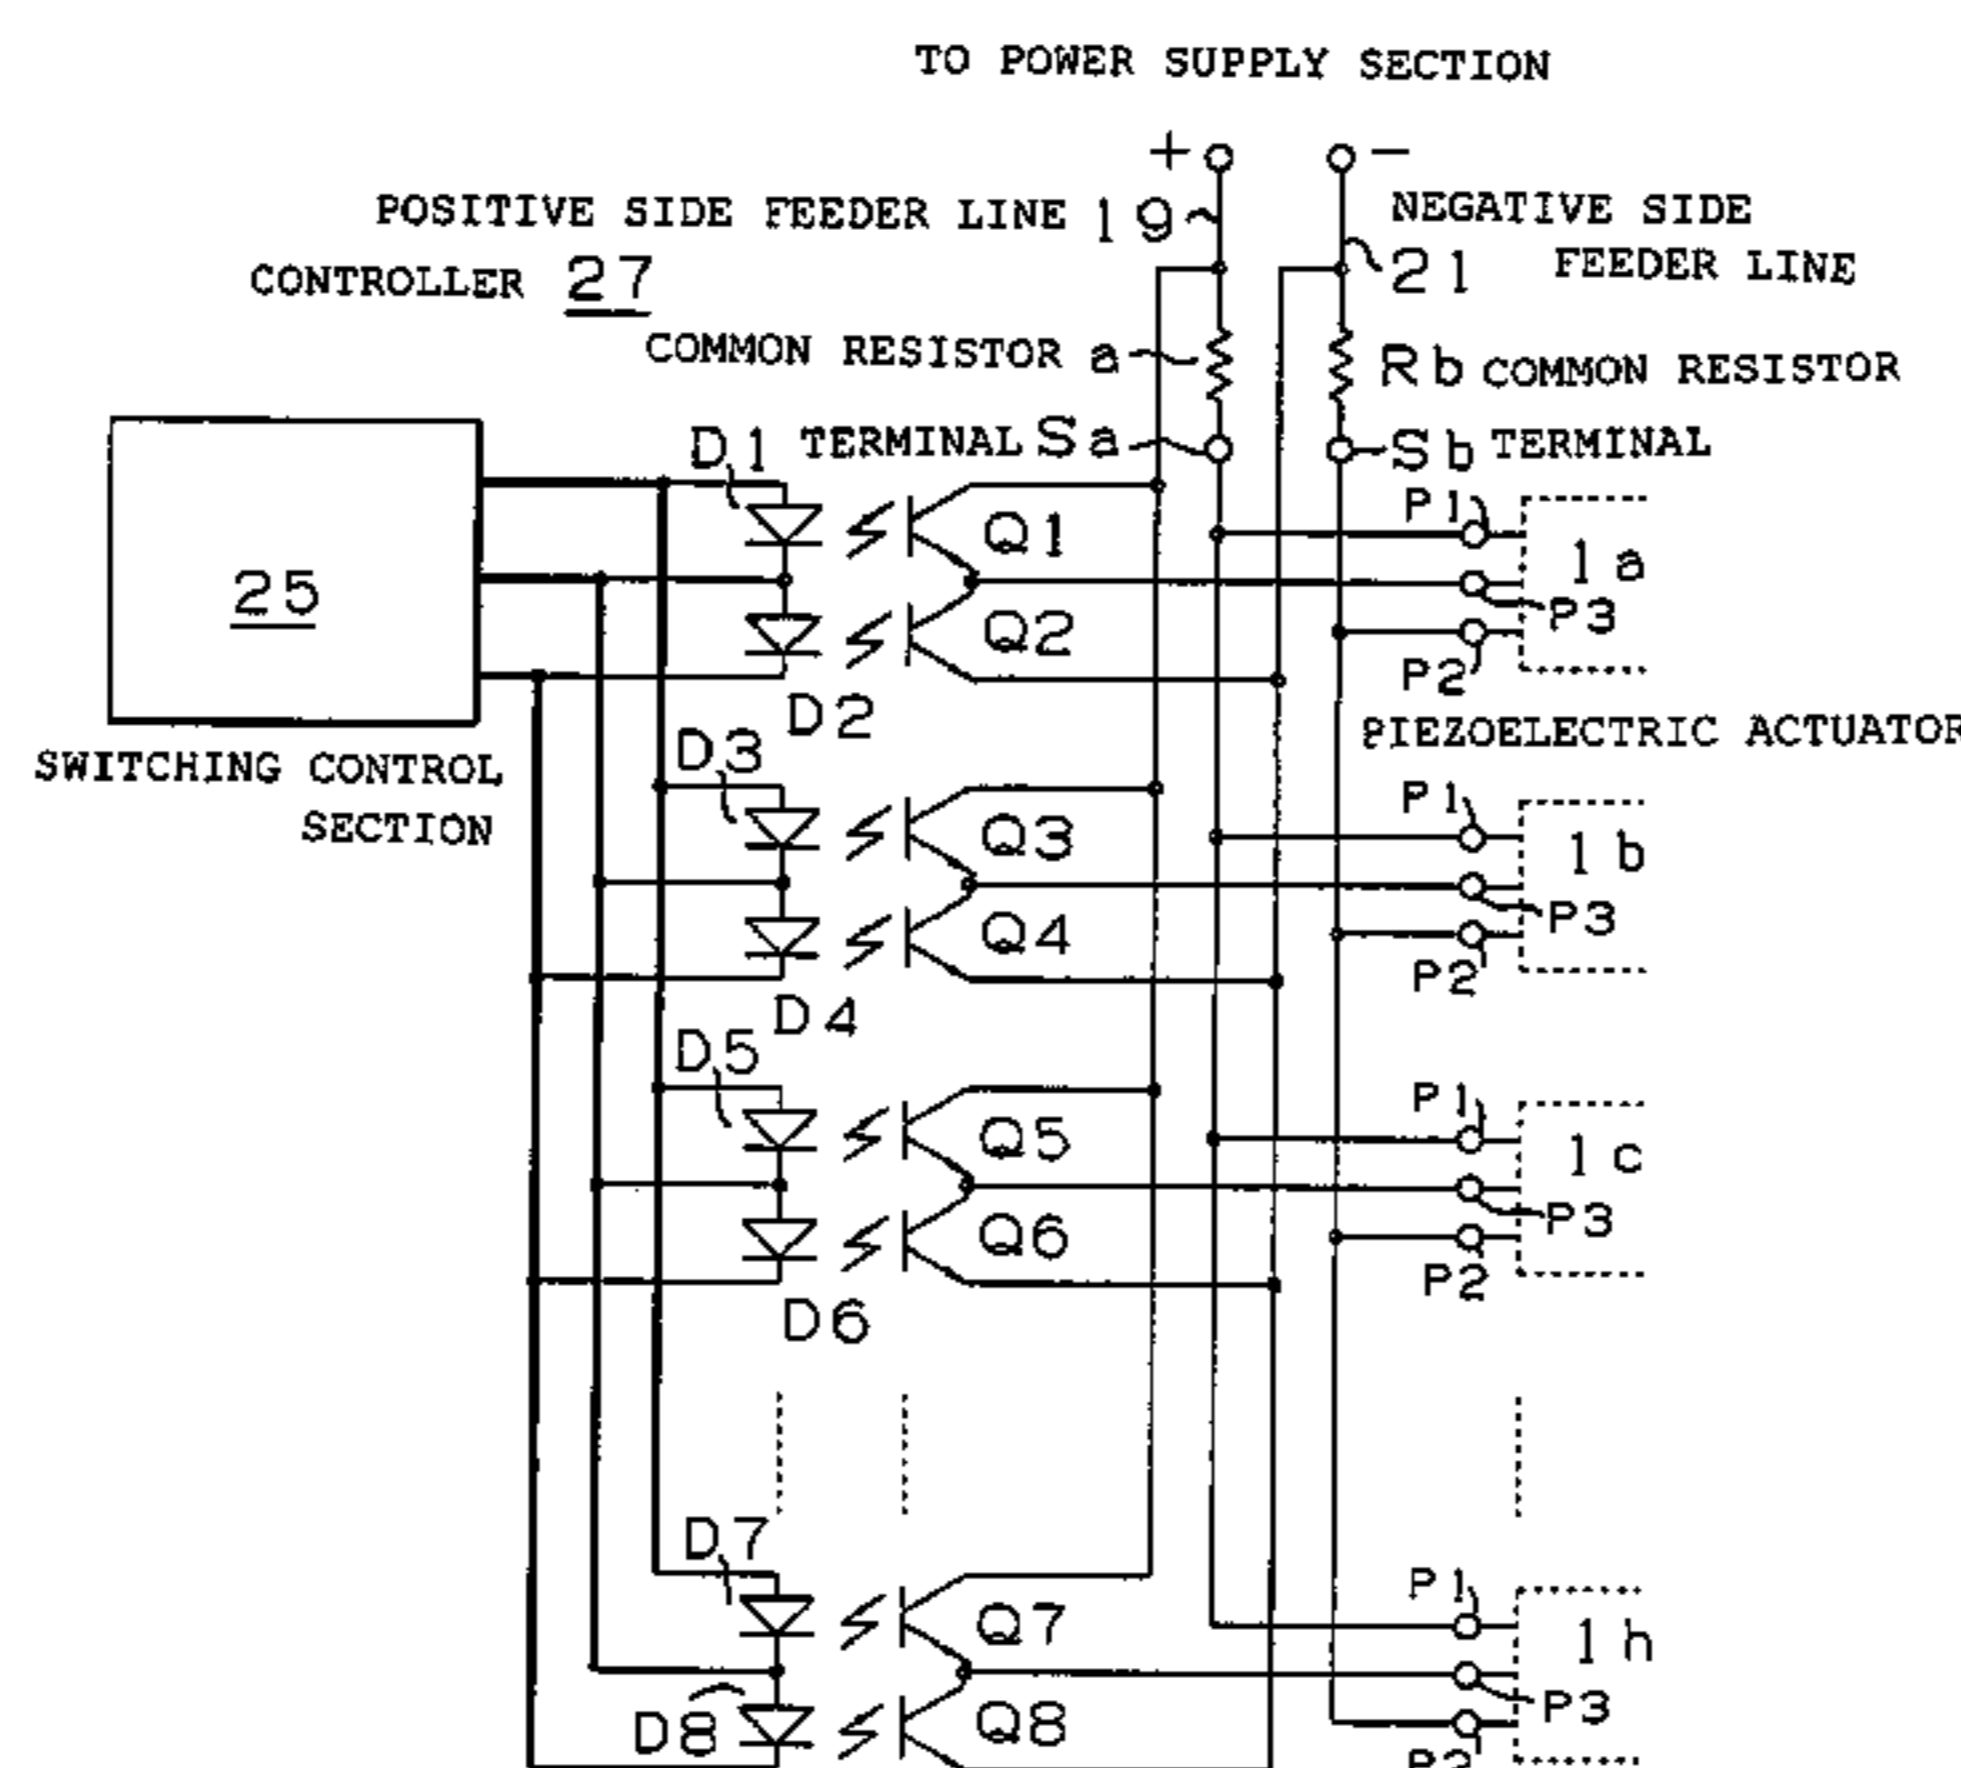 TO POWER SUPPLY SECTION
+ −
POSITIVE SIDE FEEDER LINE 19
NEGATIVE SIDE
FEEDER LINE
21
CONTROLLER 27
COMMON RESISTOR a
Rb COMMON RESISTOR
D1 TERMINAL Sa
Sb TERMINAL
P1
Q1
1a
25
P3
Q2
P2
D2
PIEZOELECTRIC ACTUATOR
SWITCHING CONTROL
SECTION
D3
P1
Q3
1b
P3
Q4
P2
D4
D5
P1
Q5
1c
P3
Q6
P2
D6
D7
P1
Q7
1h
P3
D8
Q8
P2